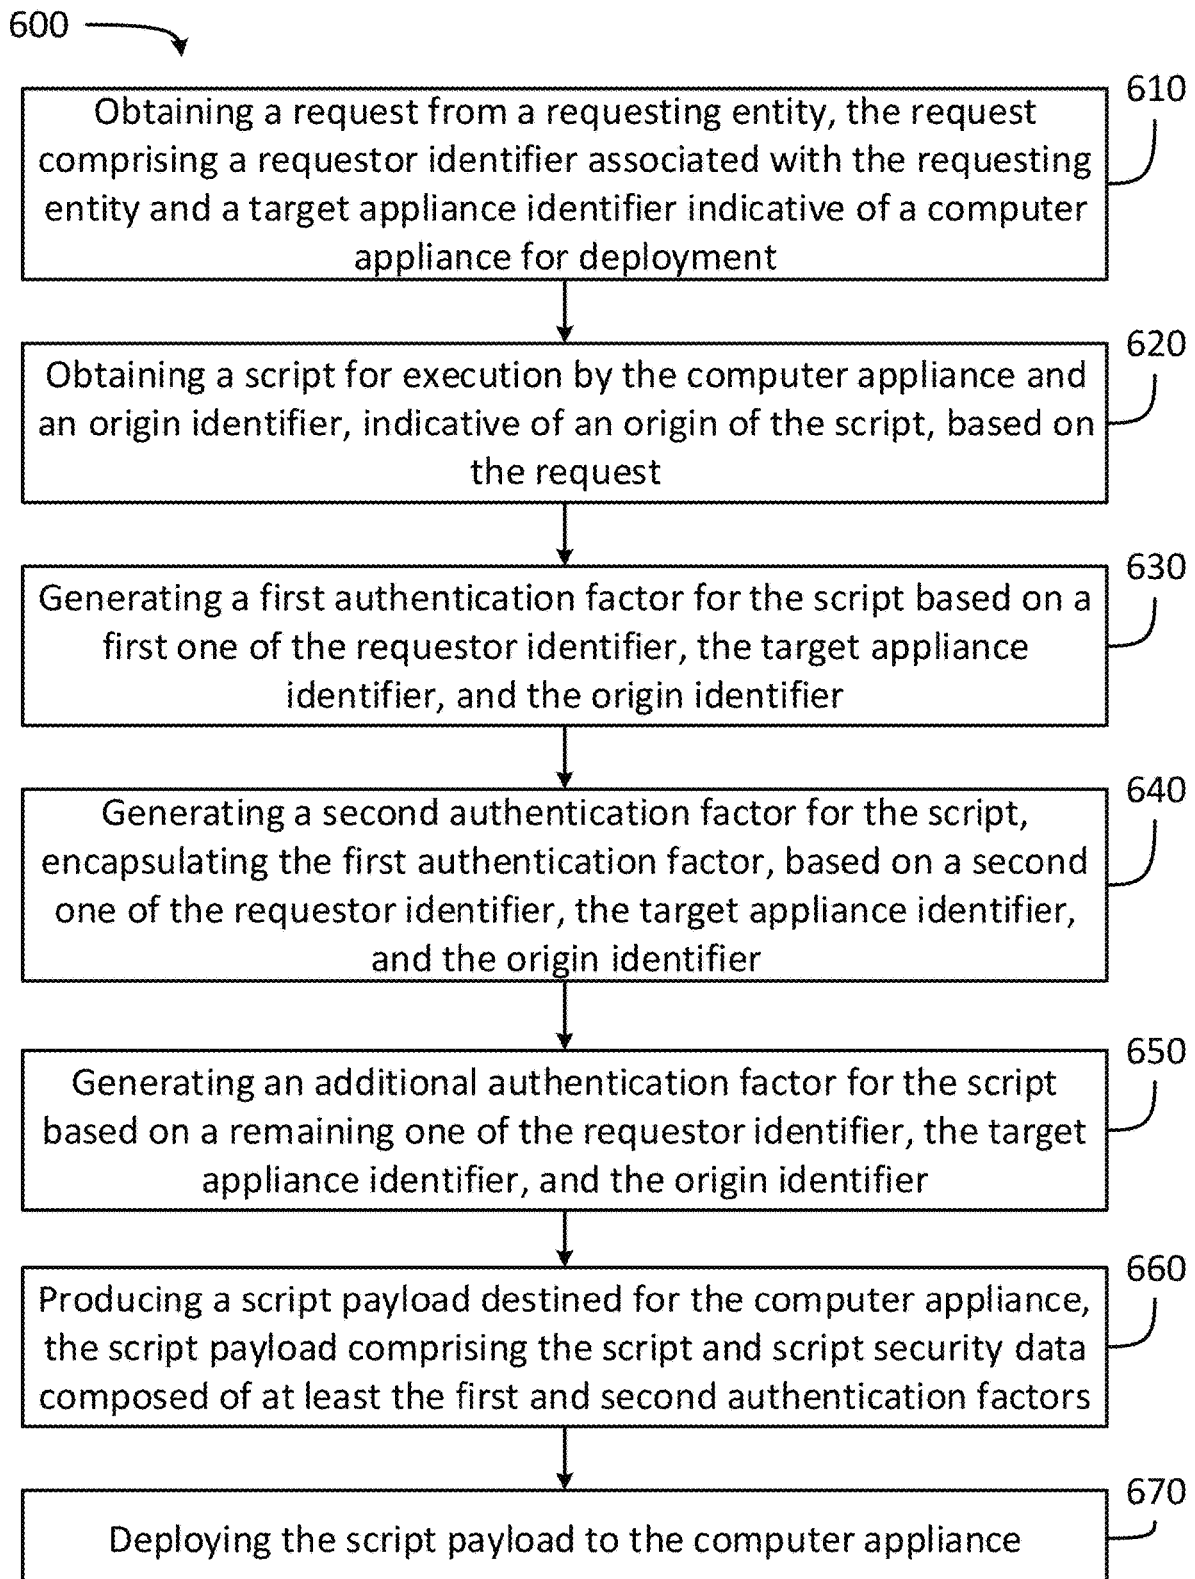 600
610
Obtaining a request from a requesting entity, the request
comprising a requestor identifier associated with the requesting
entity and a target appliance identifier indicative of a computer
appliance for deployment
620
Obtaining a script for execution by the computer appliance and
an origin identifier, indicative of an origin of the script, based on
the request
630
Generating a first authentication factor for the script based on a
first one of the requestor identifier, the target appliance
identifier, and the origin identifier
640
Generating a second authentication factor for the script,
encapsulating the first authentication factor, based on a second
one of the requestor identifier, the target appliance identifier,
and the origin identifier
650
Generating an additional authentication factor for the script
based on a remaining one of the requestor identifier, the target
appliance identifier, and the origin identifier
660
Producing a script payload destined for the computer appliance,
the script payload comprising the script and script security data
composed of at least the first and second authentication factors
670
Deploying the script payload to the computer appliance